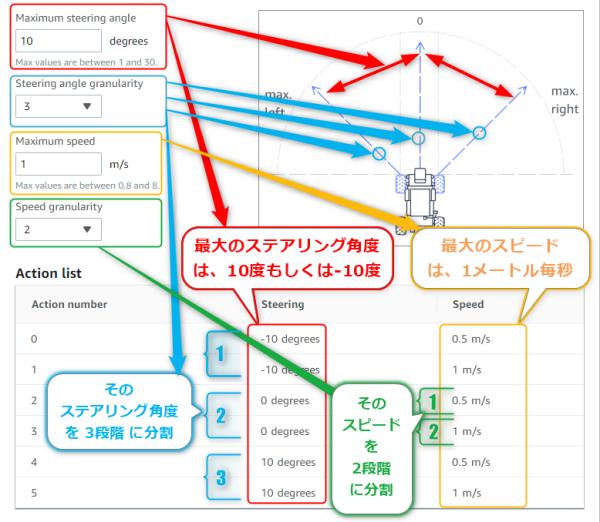 Maximum steering angle
10
degrees
Max values are between 1 and 30.
Steering angle granularity
3
Maximum speed
1
m/s
Max values are between 0.8 and 8.
Speed granularity
2
0
max.
left
max.
right
最大のステアリング角度
は、10度もしくは-10度
最大のスピード
は、1メートル毎秒
Action list
Action number
Steering
Speed
0
-10 degrees
0.5 m/s
1
-10 degrees
1 m/s
2
0 degrees
0.5 m/s
3
0 degrees
1 m/s
4
10 degrees
0.5 m/s
5
10 degrees
1 m/s
1
2
3
その
ステアリング角度
を 3段階 に分割
その
スピード
を
2段階
に分割
1
2